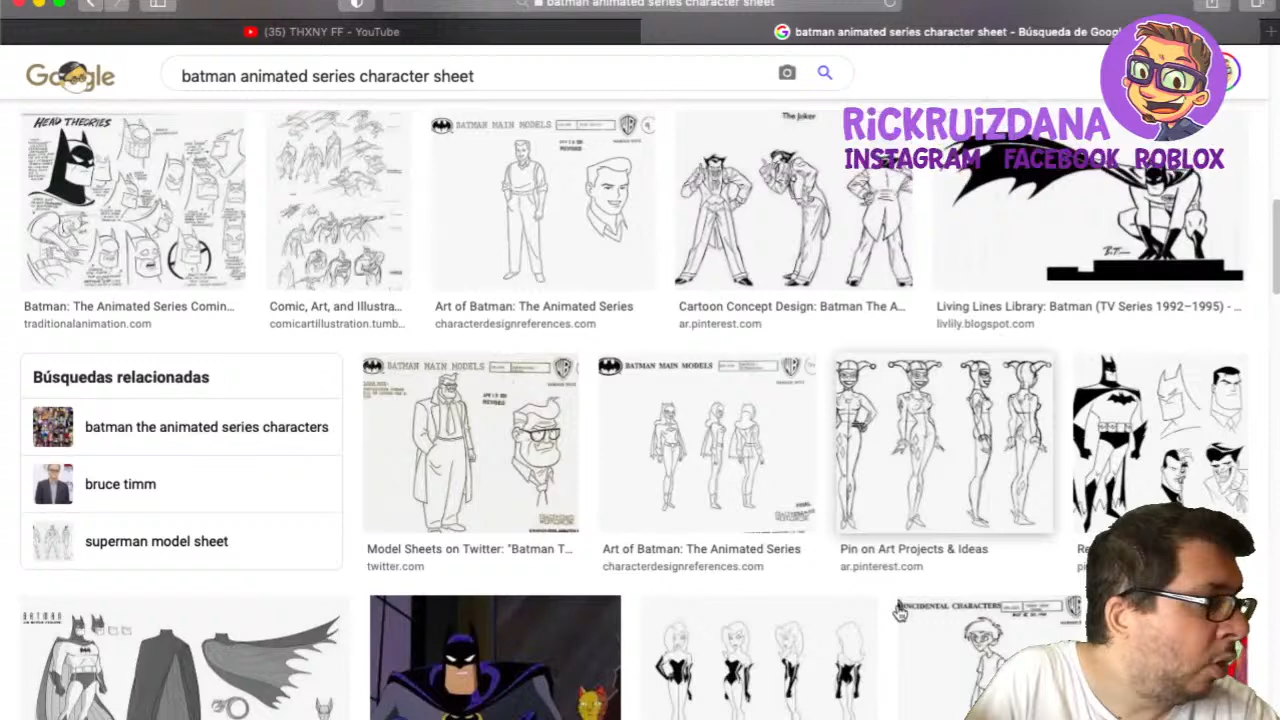 batman animated series character sheet
(35) THXNY FF - YouTube
batman animated series character sheet - Búsqueda de Goog
Google
batman animated series character sheet
RiCKRUiZDANA
INSTAGRAM FACEBOOK ROBLOX
HEAD THEORIES
BATMAN MAIN MODELS
REVISED
The Joker
Batman: The Animated Series Comin...
traditionalanimation.com
Comic, Art, and Illustra...
comicartillustration.tumb...
Art of Batman: The Animated Series
characterdesignreferences.com
Cartoon Concept Design: Batman The A...
ar.pinterest.com
Living Lines Library: Batman (TV Series 1992–1995) - ...
livlily.blogspot.com
Búsquedas relacionadas
batman the animated series characters
bruce timm
superman model sheet
BATMAN MAIN MODELS
REVISED
BATMAN MAIN MODELS
Model Sheets on Twitter: "Batman T...
twitter.com
Art of Batman: The Animated Series
characterdesignreferences.com
Pin on Art Projects & Ideas
ar.pinterest.com
BATMAN
INCIDENTAL CHARACTERS